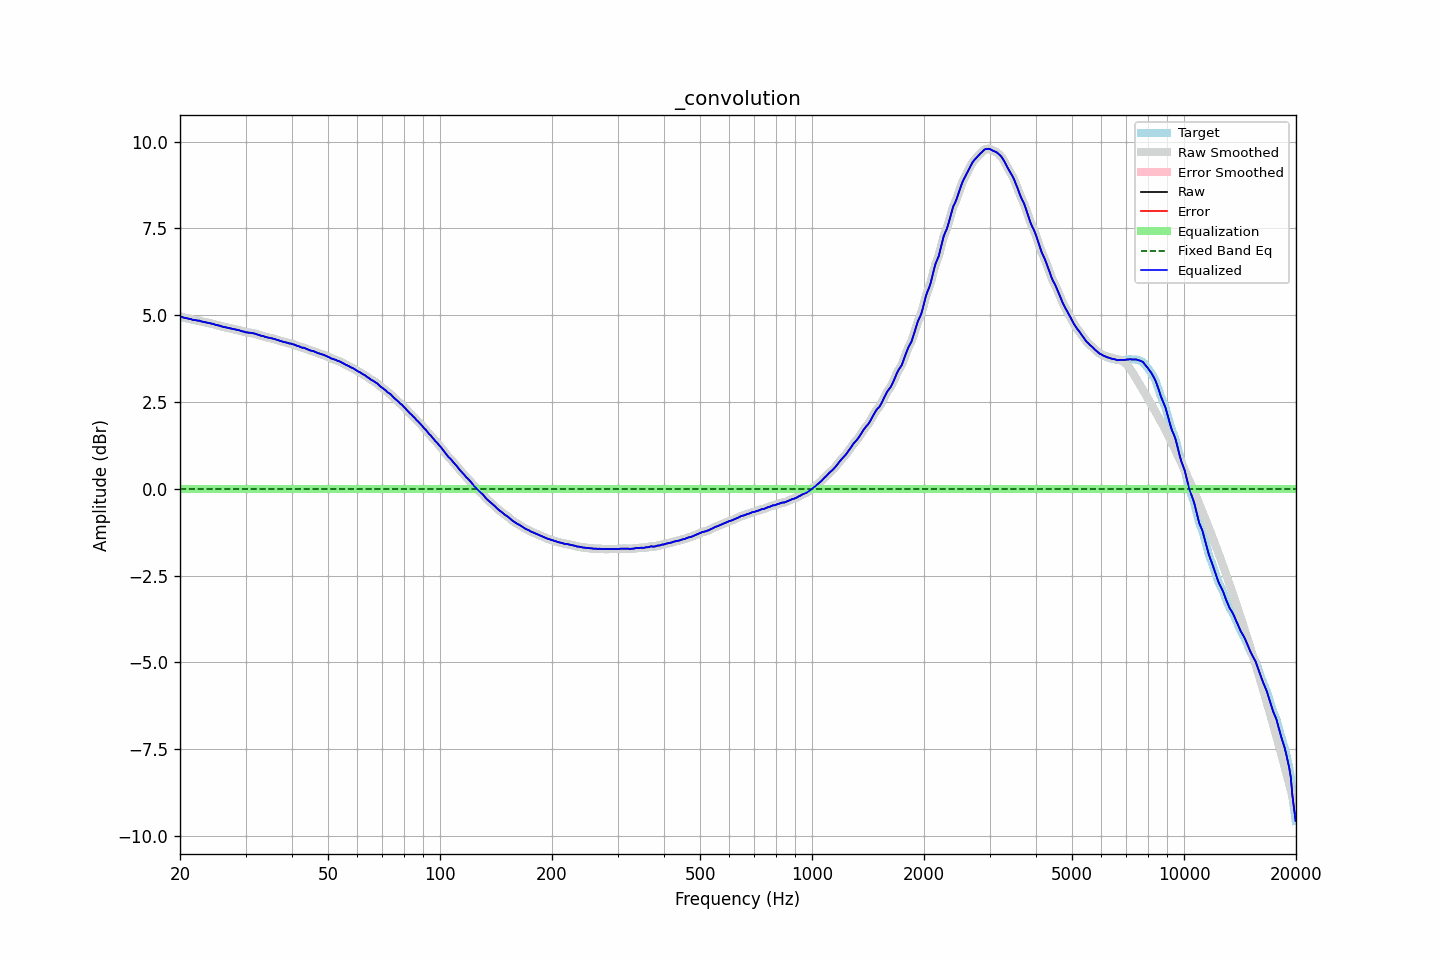 _convolution
10.0
7.5
5.0
2.5
0.0
−2.5
−5.0
−7.5
−10.0
Amplitude (dBr)
20
50
100
200
500
1000
2000
5000
10000
20000
Frequency (Hz)
Target
Raw Smoothed
Error Smoothed
Raw
Error
Equalization
Fixed Band Eq
Equalized